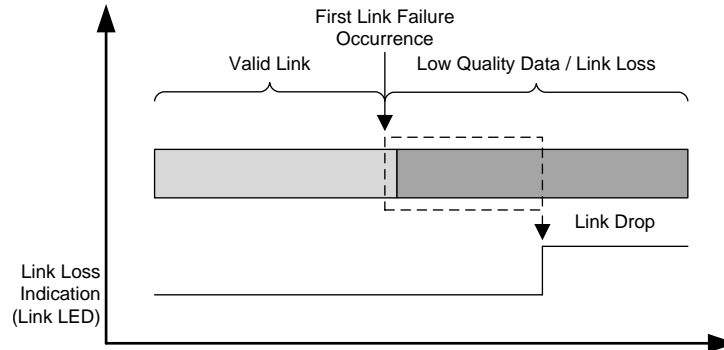 First Link Failure
Occurrence
Valid Link
Low Quality Data / Link Loss
Link Drop
Link Loss
Indication
(Link LED)